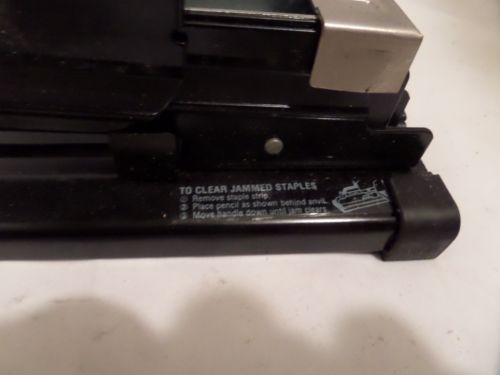 TO CLEAR JAMMED STAPLES
① Remove staple strip.
② Place pencil as shown behind anvil.
③ Move handle down until jam clears.